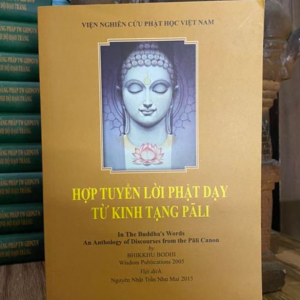 VIỆN NGHIÊN CỨU PHẬT HỌC VIỆT NAM
HỢP TUYỂN LỜI PHẬT DẠY
TỪ KINH TẠNG PĀLI
In The Buddha's Words
An Anthology of Discourses from the Pāli Canon
by
BHIKKHU BODHI
Wisdom Publications 2005
Việt dịch
Nguyên Nhật Trần Như Mai 2015